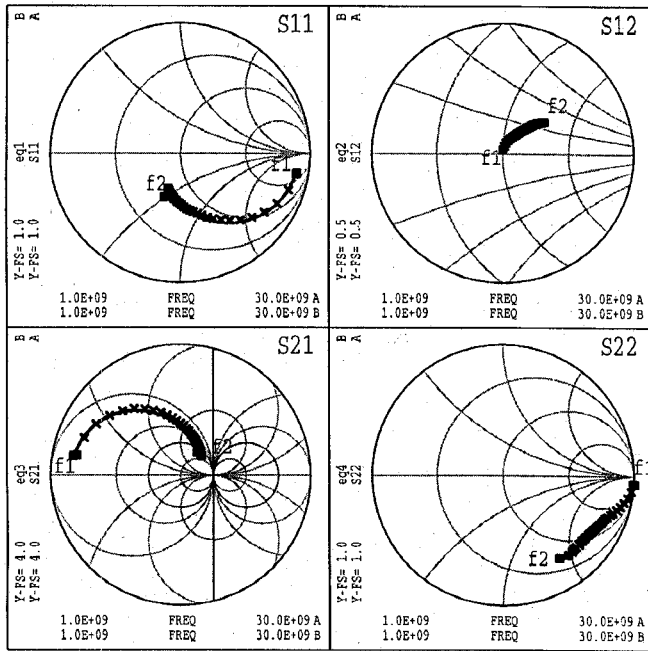 B A
S11
eq1
S11
f2
f1
Y-FS= 1.0
Y-FS= 1.0
1.0E+09 FREQ 30.0E+09 A
1.0E+09 FREQ 30.0E+09 B
B A
S12
eq2
S12
f2
f1
Y-FS= 0.5
Y-FS= 0.5
1.0E+09 FREQ 30.0E+09 A
1.0E+09 FREQ 30.0E+09 B
B A
S21
eq3
S21
f1
f2
Y-FS= 4.0
Y-FS= 4.0
1.0E+09 FREQ 30.0E+09 A
1.0E+09 FREQ 30.0E+09 B
B A
S22
eq4
S22
f1
f2
Y-FS= 1.0
Y-FS= 1.0
1.0E+09 FREQ 30.0E+09 A
1.0E+09 FREQ 30.0E+09 B